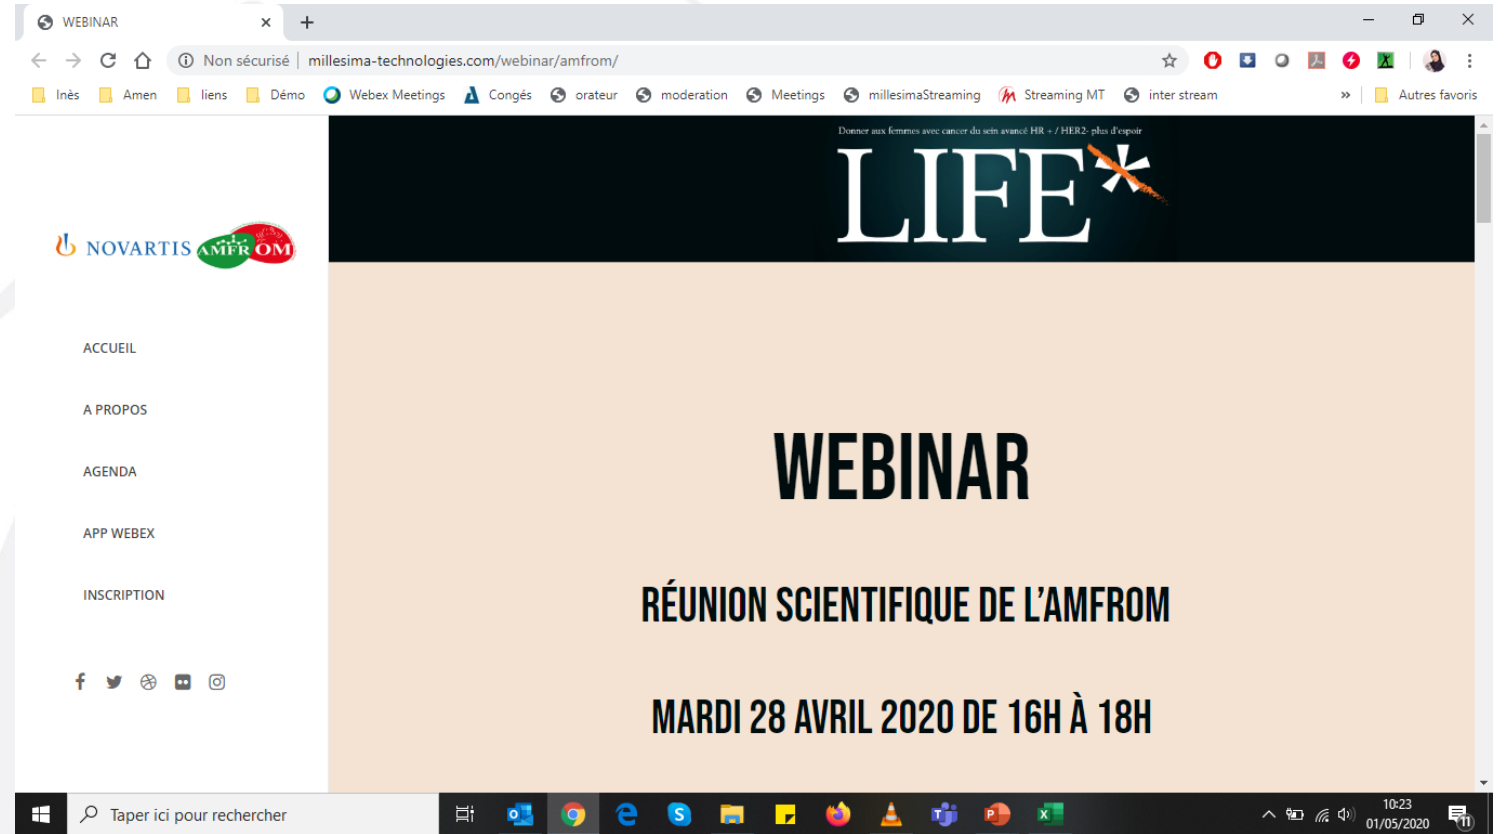 WEBINAR
Non sécurisé | millesima-technologies.com/webinar/amfrom/
Inès Amen liens Démo Webex Meetings Congés orateur moderation Meetings millesimaStreaming Streaming MT inter stream » Autres favoris
Donner aux femmes avec cancer du sein avancé HR + / HER2- plus d'espoir
LIFE*
NOVARTIS AMFROM
ACCUEIL
A PROPOS
AGENDA
APP WEBEX
INSCRIPTION
WEBINAR
RÉUNION SCIENTIFIQUE DE L'AMFROM
MARDI 28 AVRIL 2020 DE 16H À 18H
Taper ici pour rechercher
10:23
01/05/2020
11